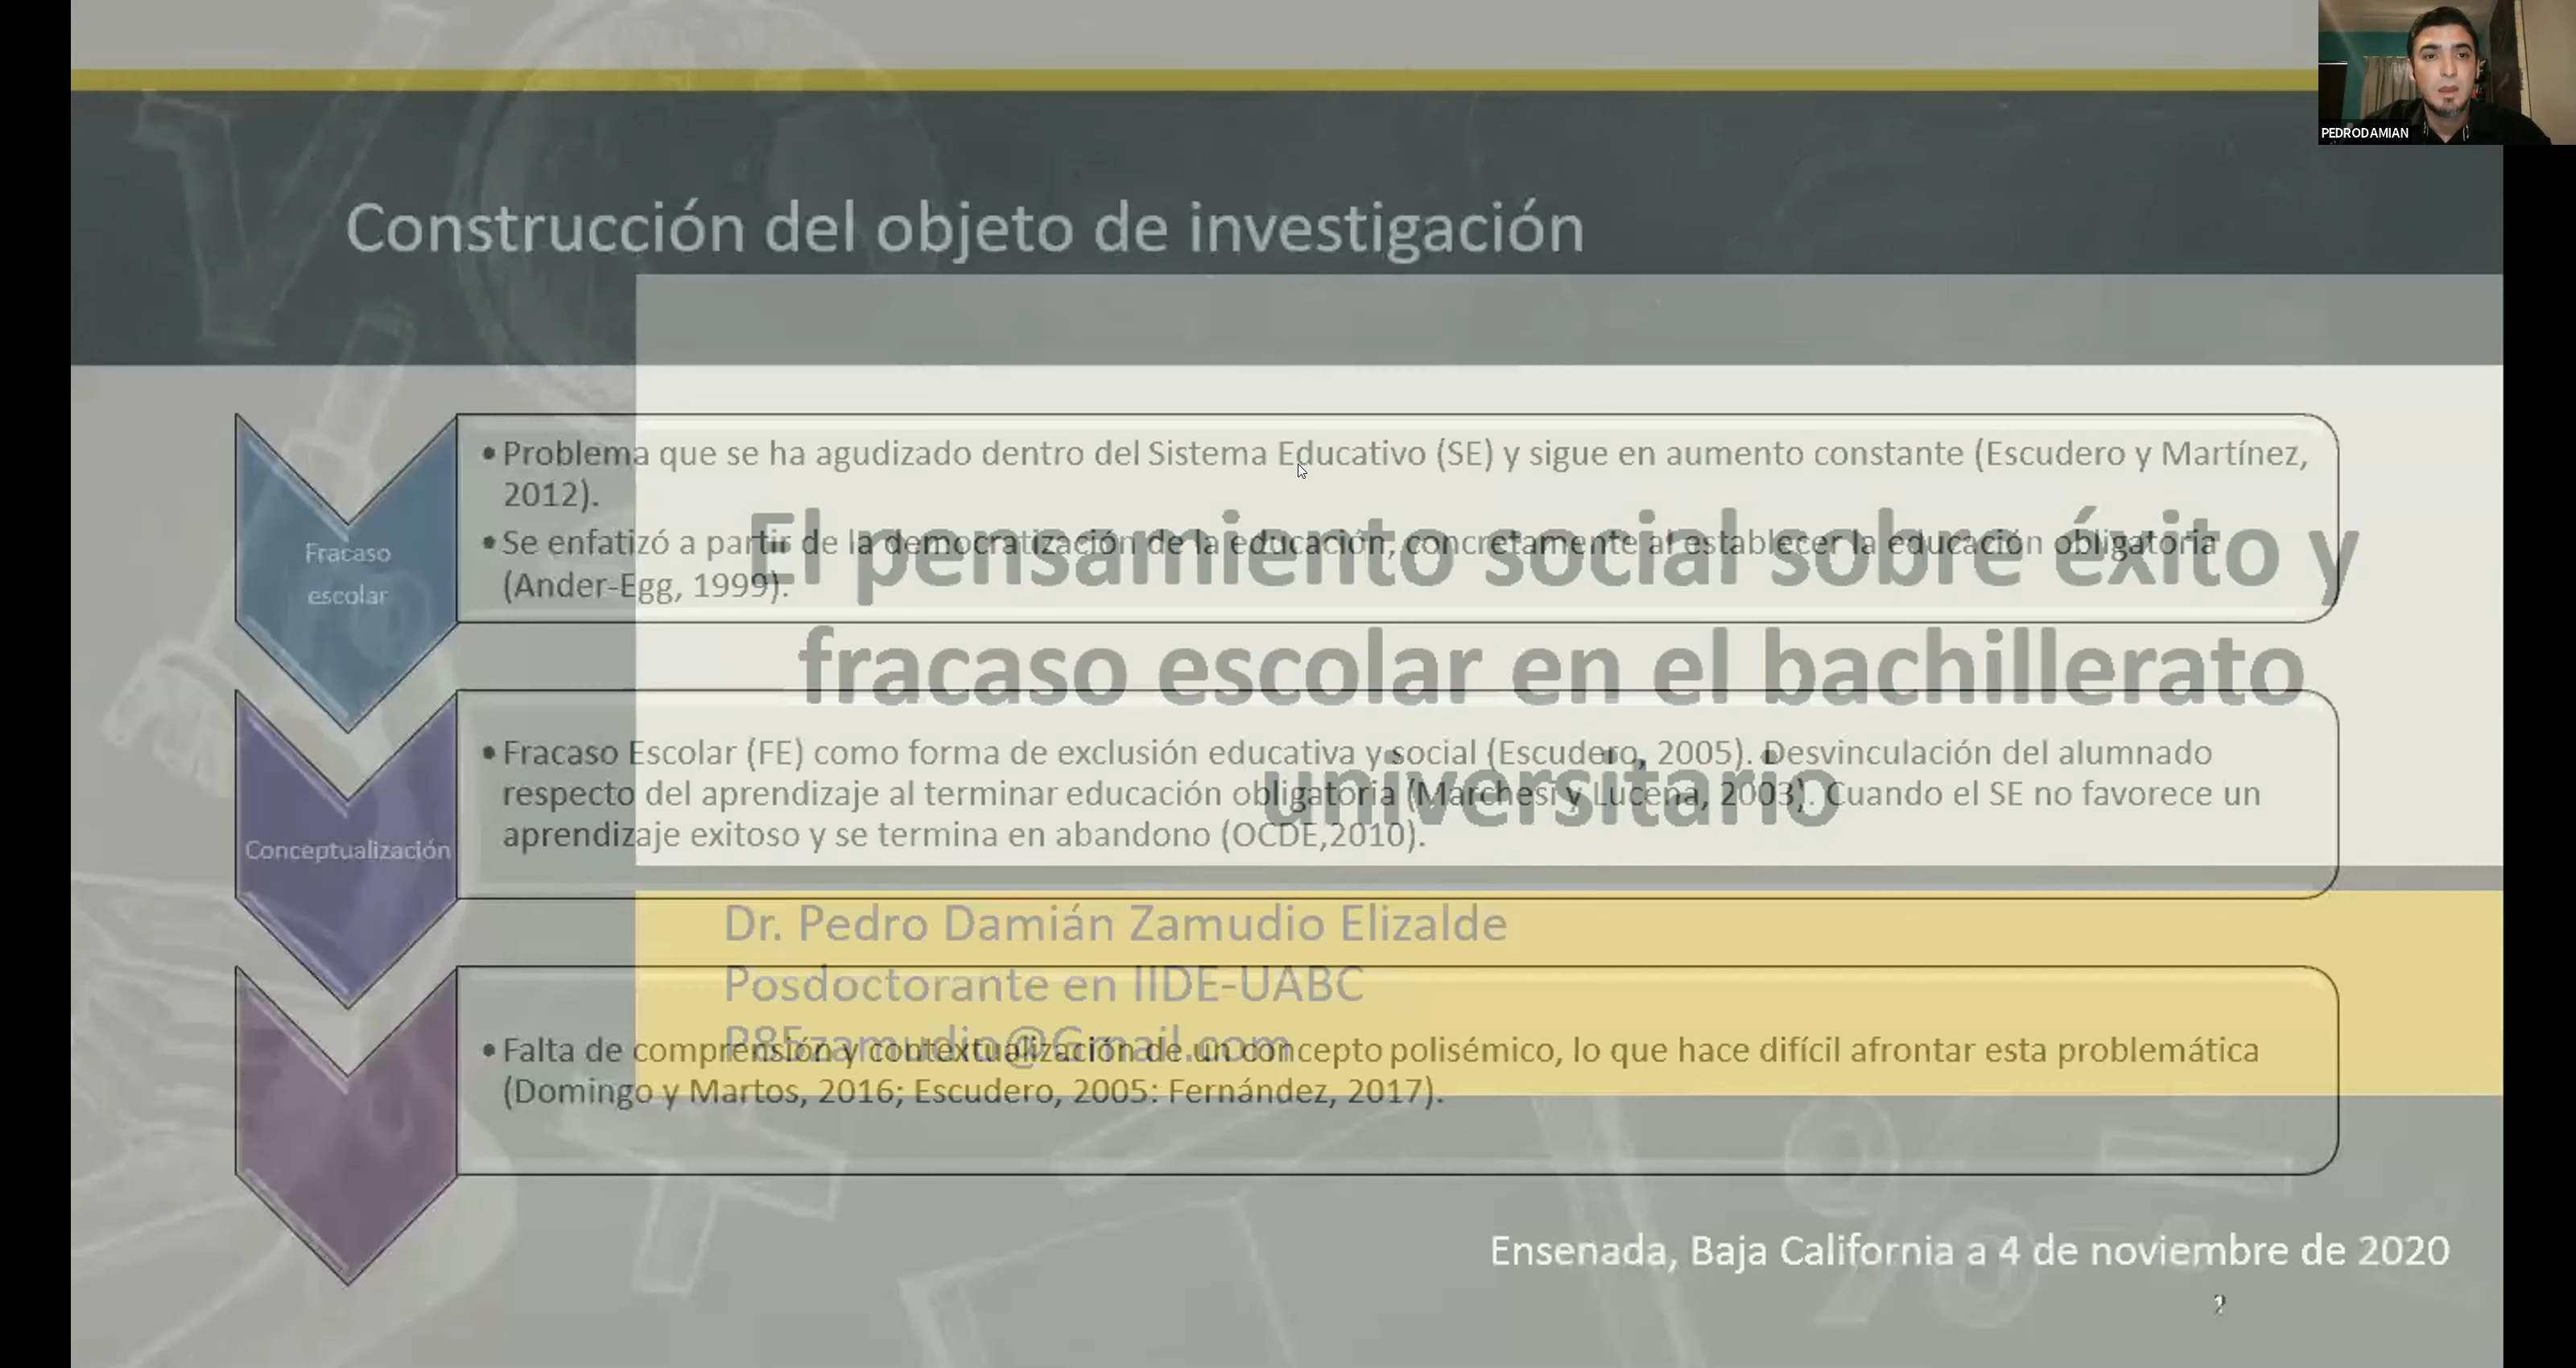 PEDRODAMIAN
Construcción del objeto de investigación
Fracaso
escolar
• Problema que se ha agudizado dentro del Sistema Educativo (SE) y sigue en aumento constante (Escudero y Martínez,
2012).
• Se enfatizó a partir de la democratización de la educación, concretamente al establecer la educación obligatoria
(Ander-Egg, 1999).
El pensamiento social sobre éxito y
fracaso escolar en el bachillerato
universitario
Conceptualización
• Fracaso Escolar (FE) como forma de exclusión educativa y social (Escudero, 2005). Desvinculación del alumnado
respecto del aprendizaje al terminar educación obligatoria (Marchesi y Lucena, 2003). Cuando el SE no favorece un
aprendizaje exitoso y se termina en abandono (OCDE,2010).
Dr. Pedro Damián Zamudio Elizalde
Posdoctorante en IIDE-UABC
P85zamudio@Gmail.com
• Falta de comprensión y contextualización de un concepto polisémico, lo que hace difícil afrontar esta problemática
(Domingo y Martos, 2016; Escudero, 2005: Fernández, 2017).
Ensenada, Baja California a 4 de noviembre de 2020